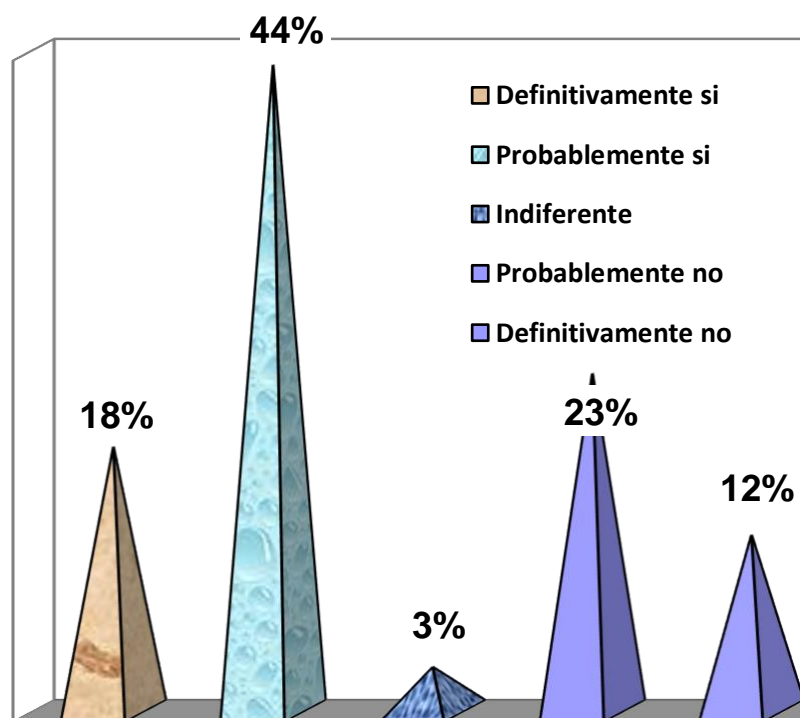 44%
Definitivamente si
Probablemente si
Indiferente
Probablemente no
Definitivamente no
18%
23%
12%
3%